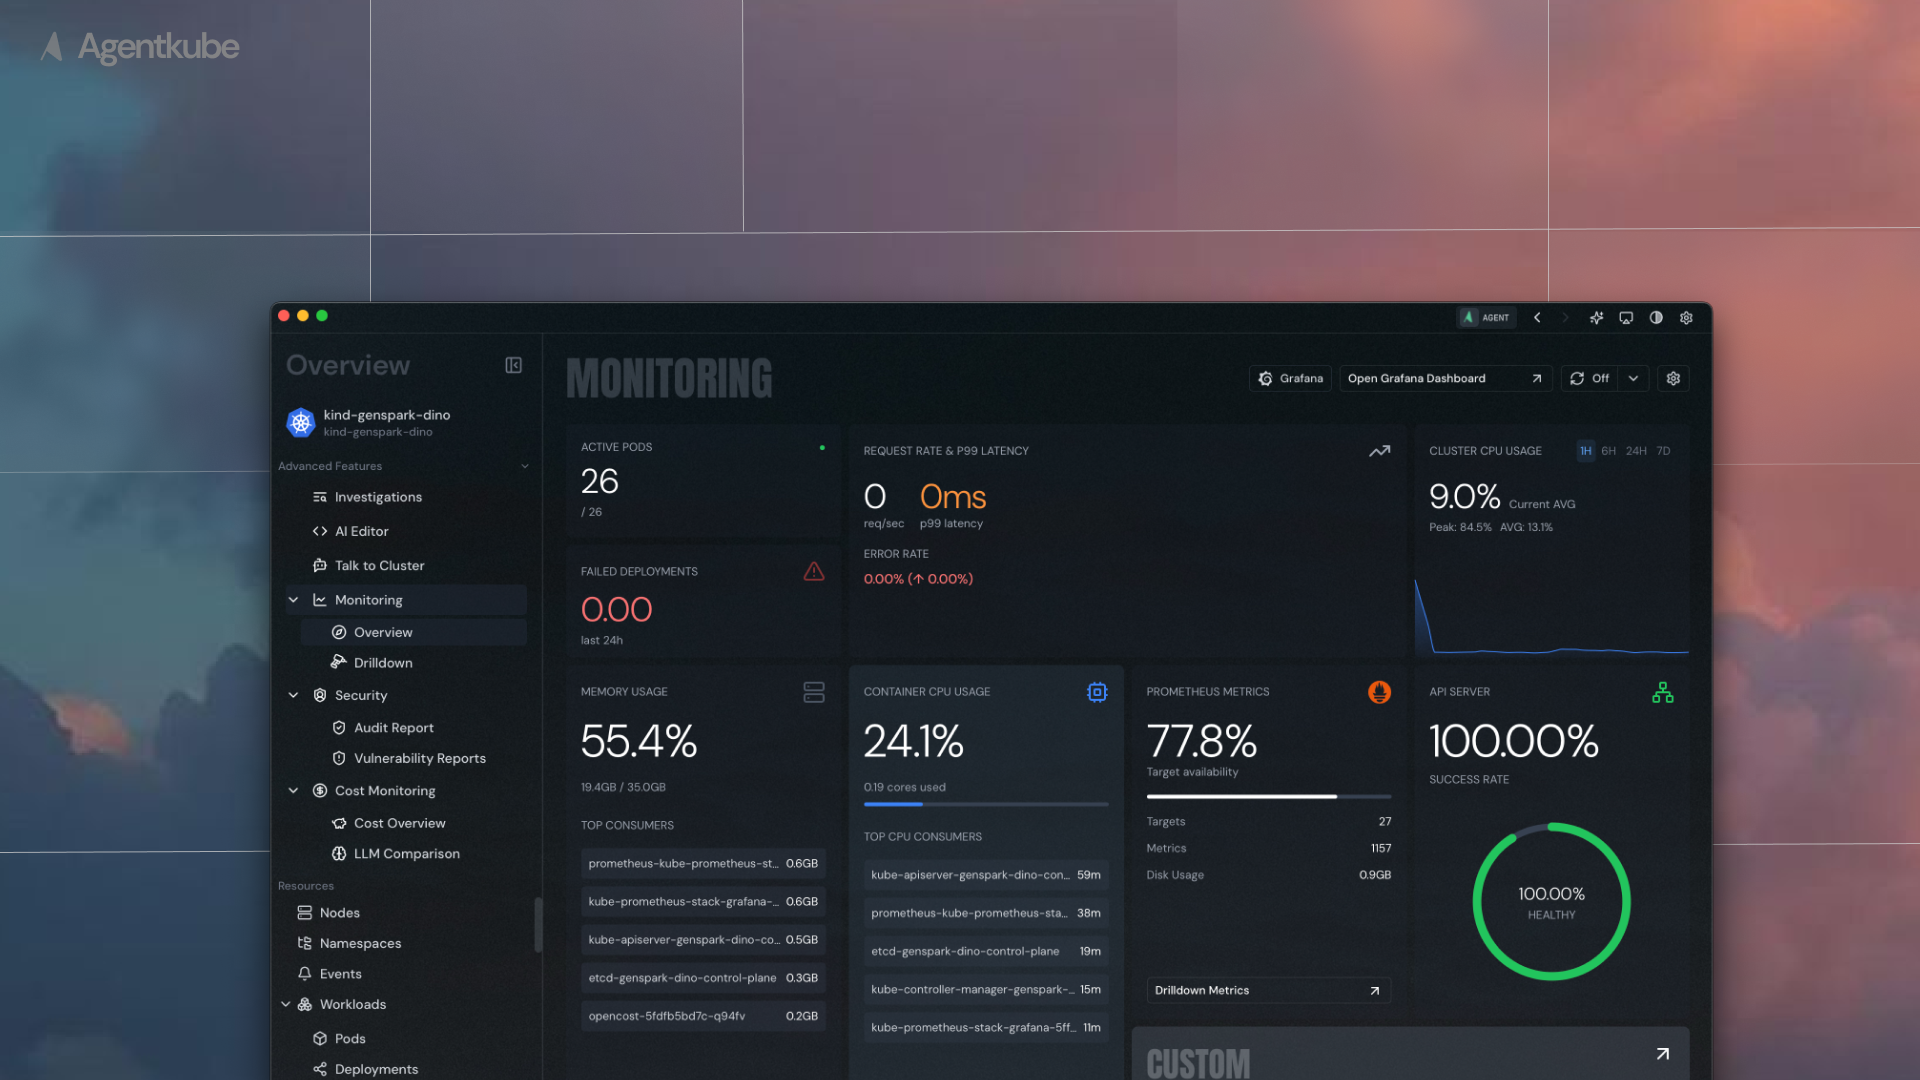 Agentkube
AGENT
Overview
kind-genspark-dino
kind-genspark-dino
Advanced Features
Investigations
AI Editor
Talk to Cluster
Monitoring
Overview
Drilldown
Security
Audit Report
Vulnerability Reports
Cost Monitoring
Cost Overview
LLM Comparison
Resources
Nodes
Namespaces
Events
Workloads
Pods
Deployments
MONITORING
Grafana
Open Grafana Dashboard
Off
ACTIVE PODS
26
/ 26
FAILED DEPLOYMENTS
0.00
last 24h
REQUEST RATE & P99 LATENCY
0 0ms
req/sec p99 latency
ERROR RATE
0.00% (↑ 0.00%)
CLUSTER CPU USAGE 1H 6H 24H 7D
9.0% Current AVG
Peak: 84.5% AVG: 13.1%
MEMORY USAGE
55.4%
19.4GB / 35.0GB
TOP CONSUMERS
prometheus-kube-prometheus-st... 0.6GB
kube-prometheus-stack-grafana-... 0.6GB
kube-apiserver-genspark-dino-co... 0.5GB
etcd-genspark-dino-control-plane 0.3GB
opencost-5fdfb5bd7c-q94fv 0.2GB
CONTAINER CPU USAGE
24.1%
0.19 cores used
TOP CPU CONSUMERS
kube-apiserver-genspark-dino-con... 59m
prometheus-kube-prometheus-sta... 38m
etcd-genspark-dino-control-plane 19m
kube-controller-manager-genspark-... 15m
kube-prometheus-stack-grafana-5ff... 11m
PROMETHEUS METRICS
77.8%
Target availability
Targets 27
Metrics 1157
Disk Usage 0.9GB
Drilldown Metrics
API SERVER
100.00%
SUCCESS RATE
100.00%
HEALTHY
CUSTOM